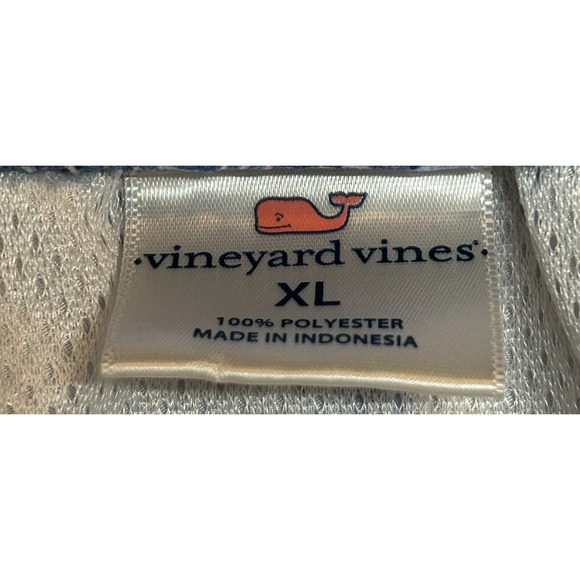 ·vineyard vines®·
XL
100% POLYESTER
MADE IN INDONESIA